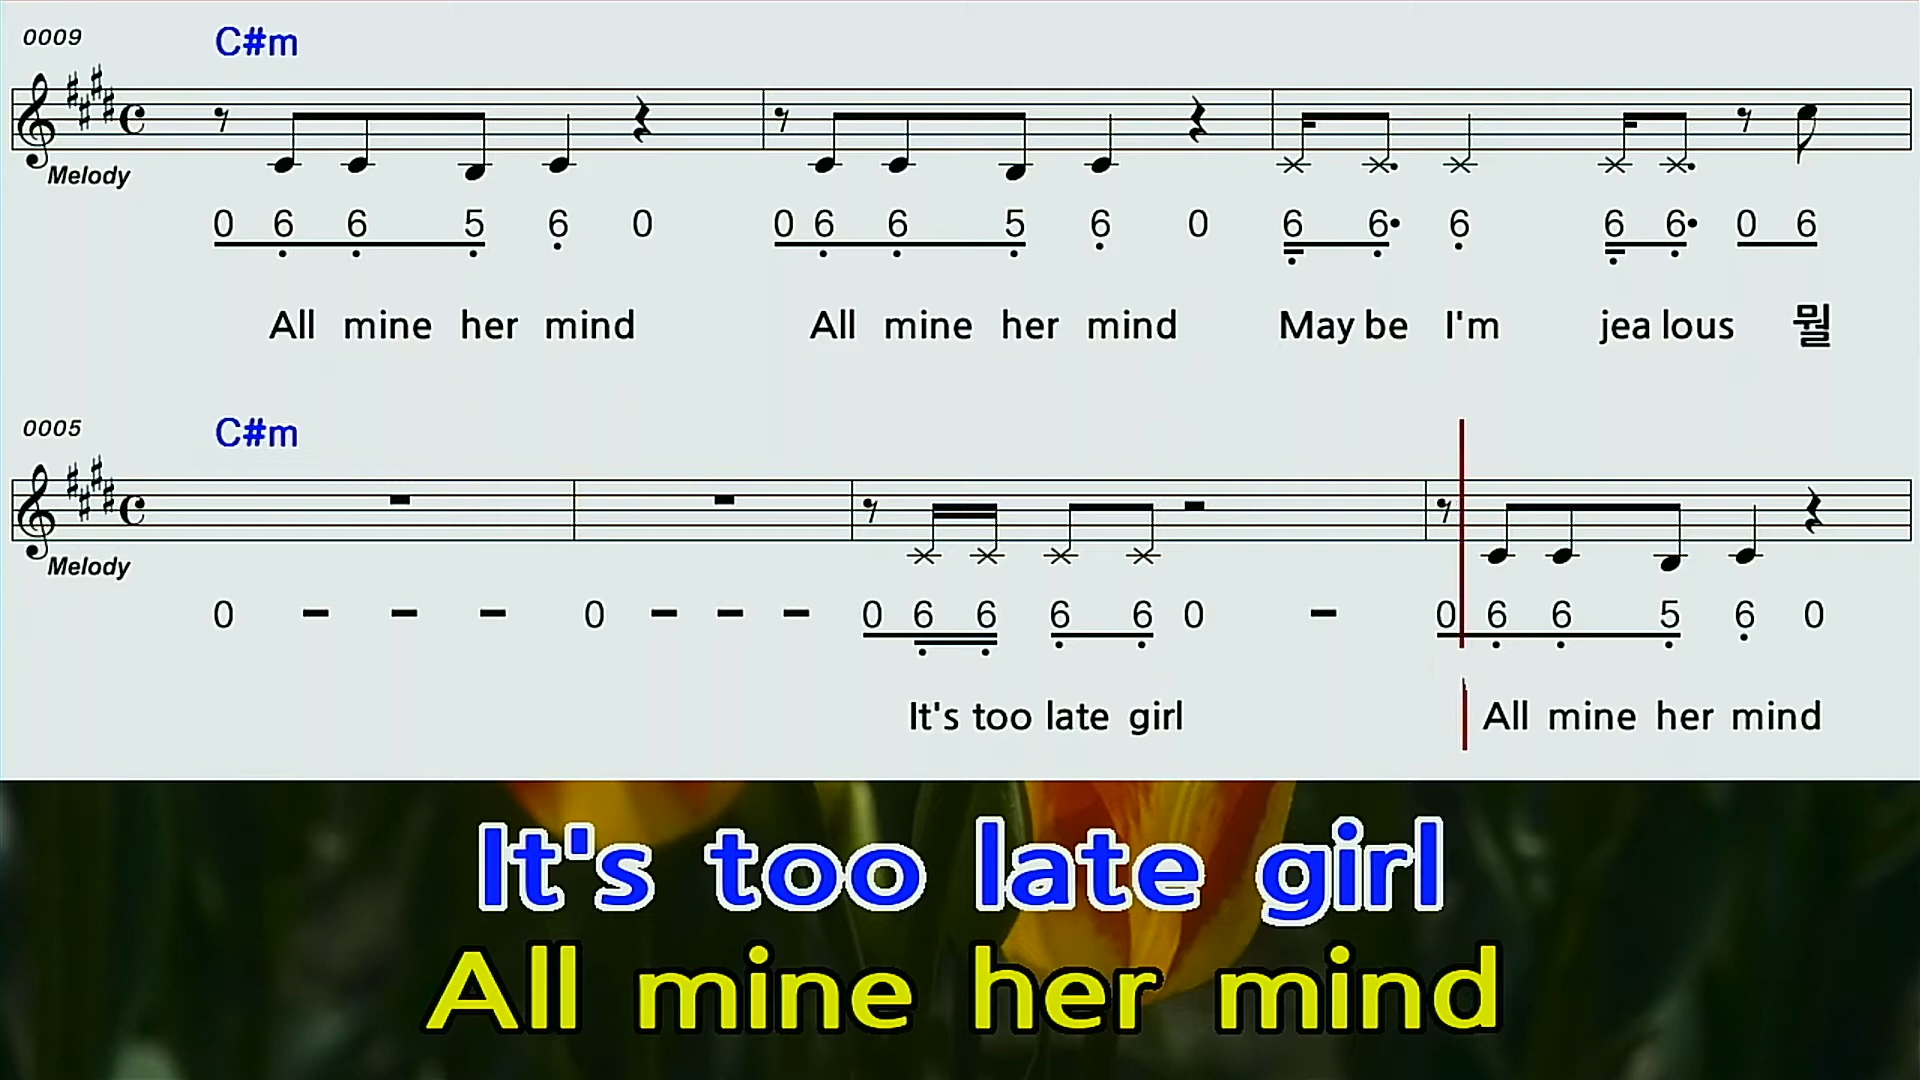 0009 C#m
Melody
0 6 6 5 6 0 0 6 6 5 6 0 6 6• 6 6 6• 0 6
All mine her mind All mine her mind May be I'm jea lous 뭘
0005 C#m
Melody
0 - - - 0 - - - 0 6 6 6 6 0 - 0 6 6 5 6 0
It's too late girl All mine her mind
It's too late girl
All mine her mind